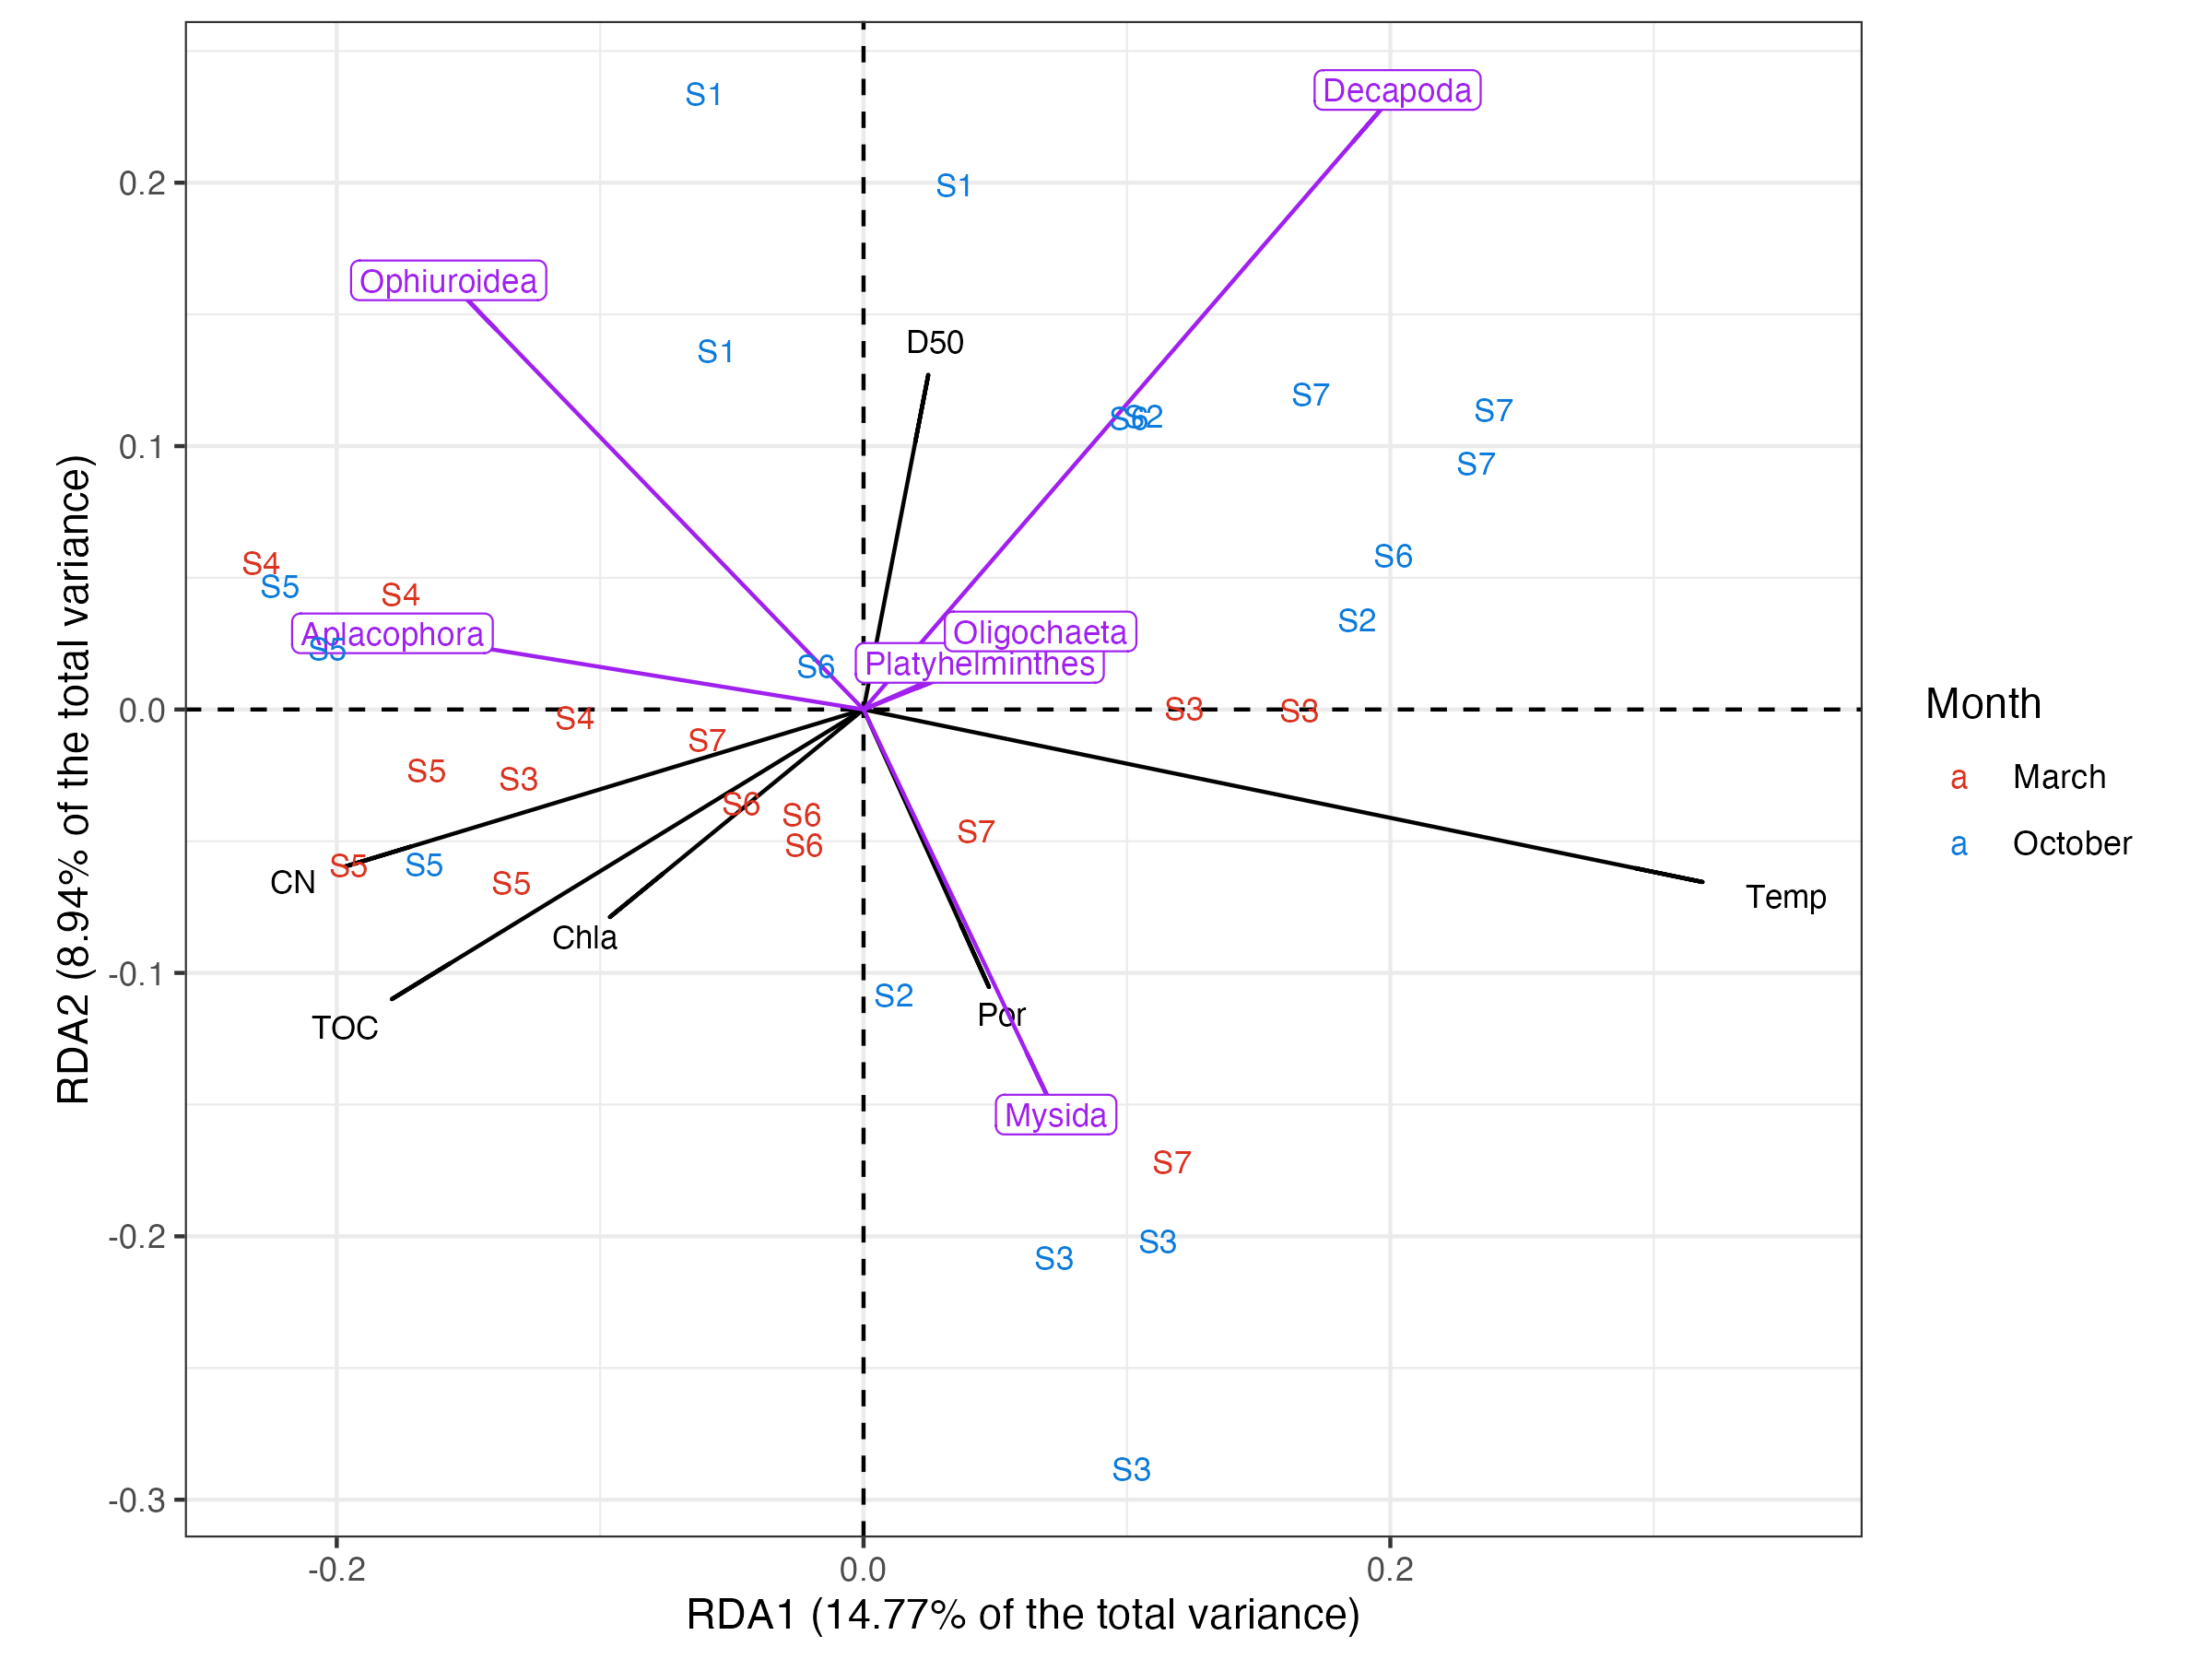 S1
Decapoda
0.2
S1
Ophiuroidea
S1
D50
S7
S7
0.1
S6
S2
S7
S4
S5
S4
S6
S2
Aplacophora
S5
S6
Oligochaeta
Platyhelminthes
0.0
S4
S7
S3
S3
S5
S3
S6
S6
S6
S7
S5
S5
S5
CN
Chla
Temp
-0.1
TOC
S2
Por
Mysida
S7
-0.2
S3
S3
S3
-0.3
-0.2
0.0
0.2
RDA1 (14.77% of the total variance)
RDA2 (8.94% of the total variance)
Month
a March
a October